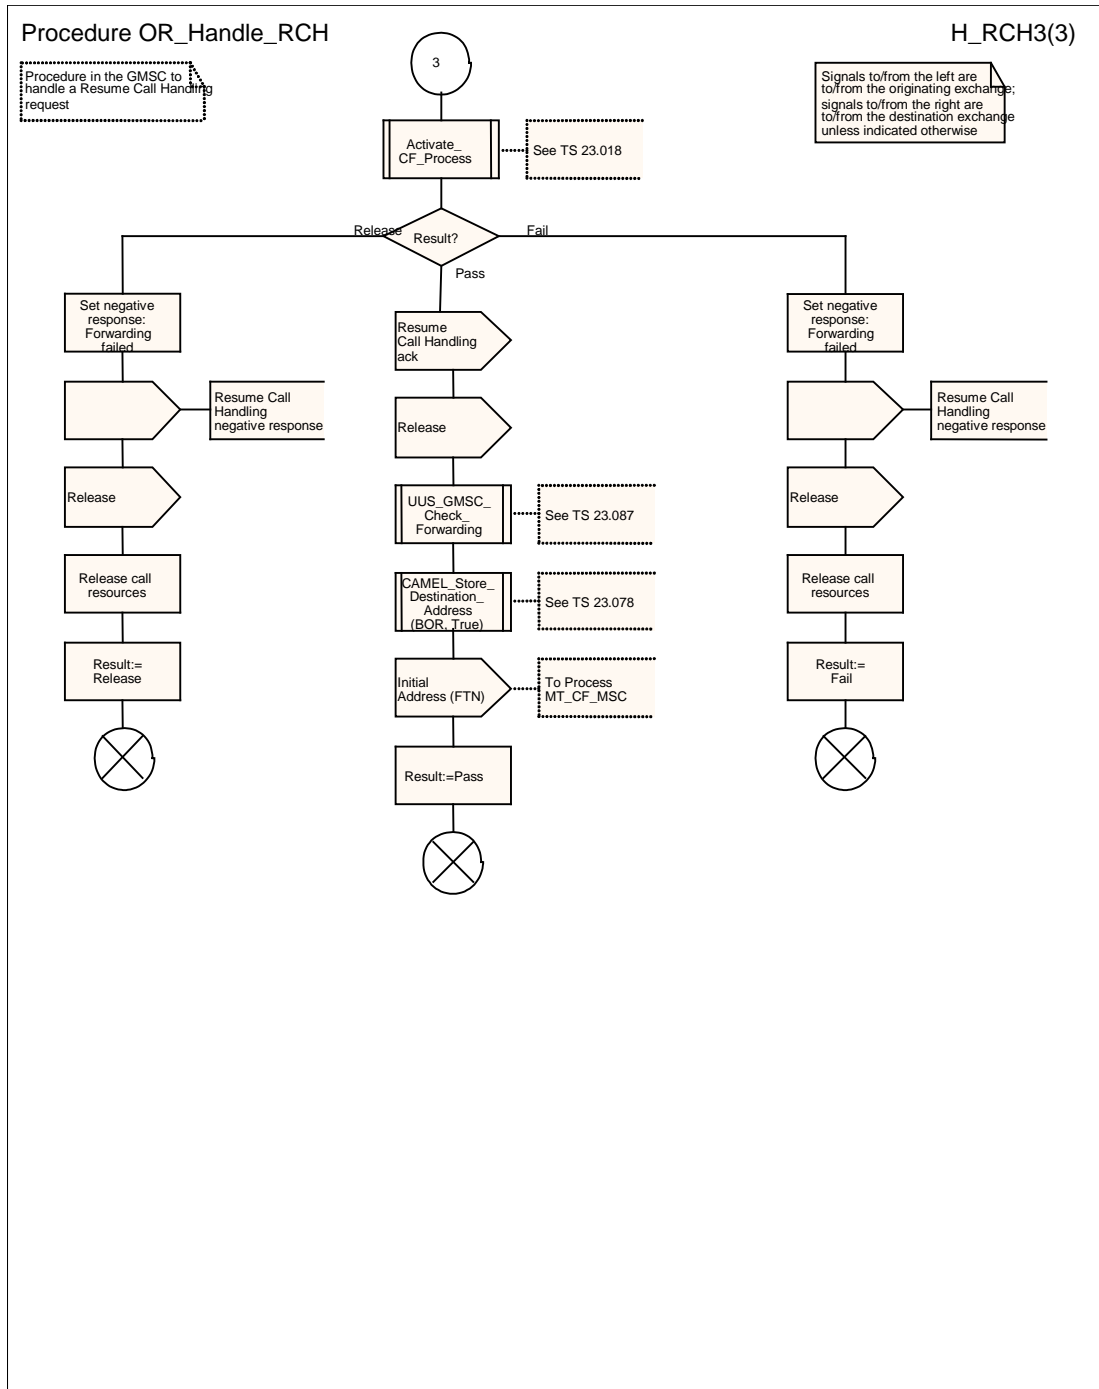 Procedure OR_Handle_RCH
H_RCH3(3)
Procedure in the GMSC to
handle a Resume Call Handling
request
3
Signals to/from the left are
to/from the originating exchange;
signals to/from the right are
to/from the destination exchange
unless indicated otherwise
Activate_
CF_Process
See TS 23.018
Release
Result?
Fail
Pass
Set negative
response:
Forwarding
failed
Resume Call
Handling
negative response
Release
Release call
resources
Result:=
Release
Resume
Call Handling
ack
Release
UUS_GMSC_
Check_
Forwarding
See TS 23.087
CAMEL_Store_
Destination_
Address
(BOR, True)
See TS 23.078
Initial
Address (FTN)
To Process
MT_CF_MSC
Result:=Pass
Set negative
response:
Forwarding
failed
Resume Call
Handling
negative response
Release
Release call
resources
Result:=
Fail